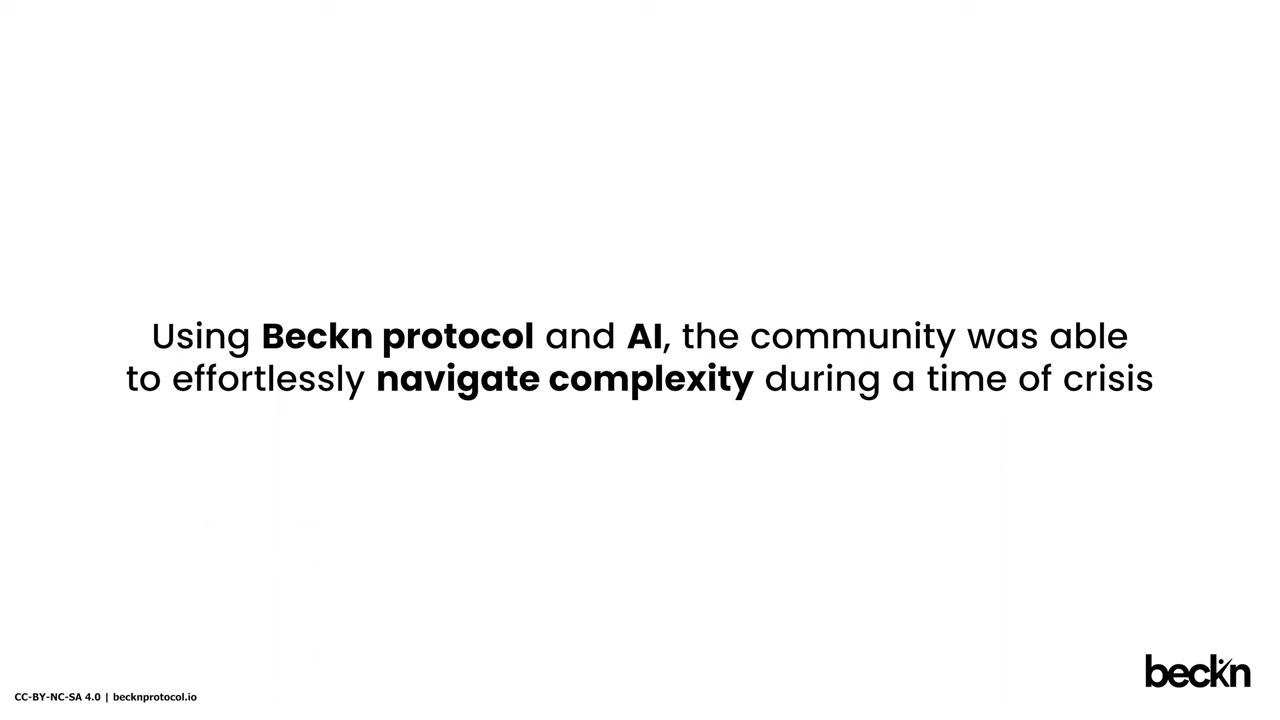 Using Beckn protocol and AI, the community was able
to effortlessly navigate complexity during a time of crisis
beckn
CC-BY-NC-SA 4.0 | becknprotocol.io